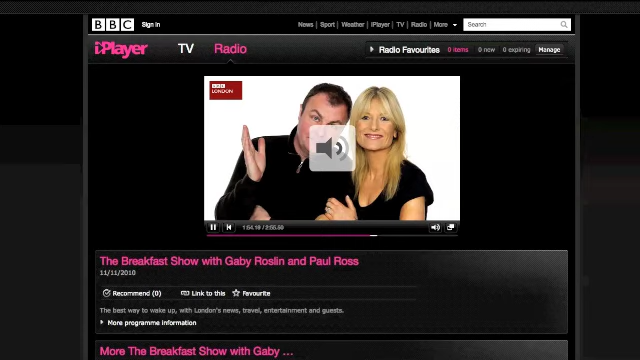 BBC Sign in News Sport Weather iPlayer TV Radio More Search
iPlayer TV Radio Radio Favourites 0 items 0 new 0 expiring Manage
BBC
LONDON
1:54.19 / 2:55.50
The Breakfast Show with Gaby Roslin and Paul Ross
11/11/2010
Recommend (0) Link to this Favourite
The best way to wake up, with London's news, travel, entertainment and guests.
More programme information
More The Breakfast Show with Gaby ...